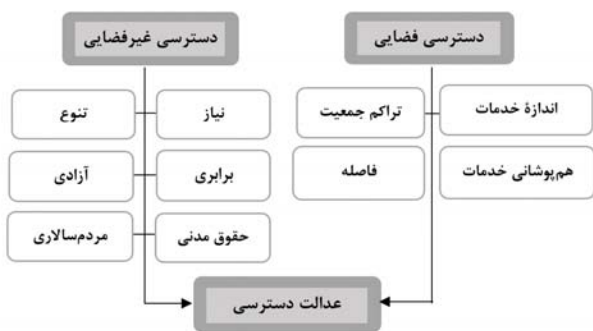 دسترسی فضایی
دسترسی غیرفضایی
اندازۀ خدمات
تراکم جمعیت
هم‌پوشانی خدمات
فاصله
نیاز
تنوع
برابری
آزادی
حقوق مدنی
مردم‌سالاری
عدالت دسترسی